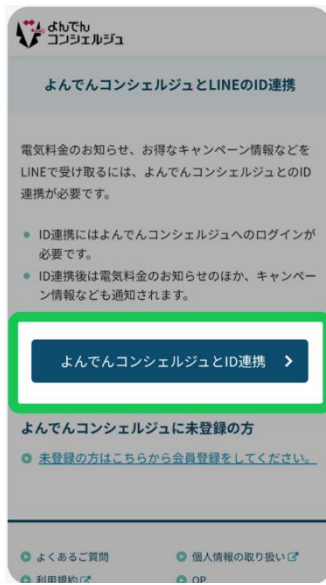 よんでん
コンシェルジュ
よんでんコンシェルジュとLINEのID連携
電気料金のお知らせ、お得なキャンペーン情報などを
LINEで受け取るには、よんでんコンシェルジュとのID
連携が必要です。
ID連携にはよんでんコンシェルジュへのログインが
必要です。
ID連携後は電気料金のお知らせのほか、キャンペー
ン情報なども通知されます。
よんでんコンシェルジュとID連携
よんでんコンシェルジュに未登録の方
未登録の方はこちらから会員登録をしてください。
よくあるご質問
個人情報の取り扱い
利用規約